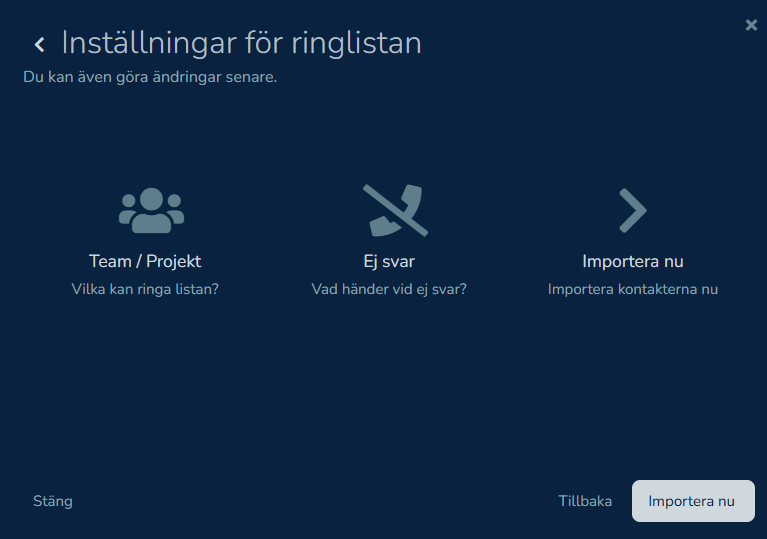 Inställningar för ringlistan
Du kan även göra ändringar senare.
Team / Projekt
Ej svar
Importera nu
Vilka kan ringa listan?
Vad händer vid ej svar?
Importera kontakterna nu
Stäng
Tillbaka
Importera nu